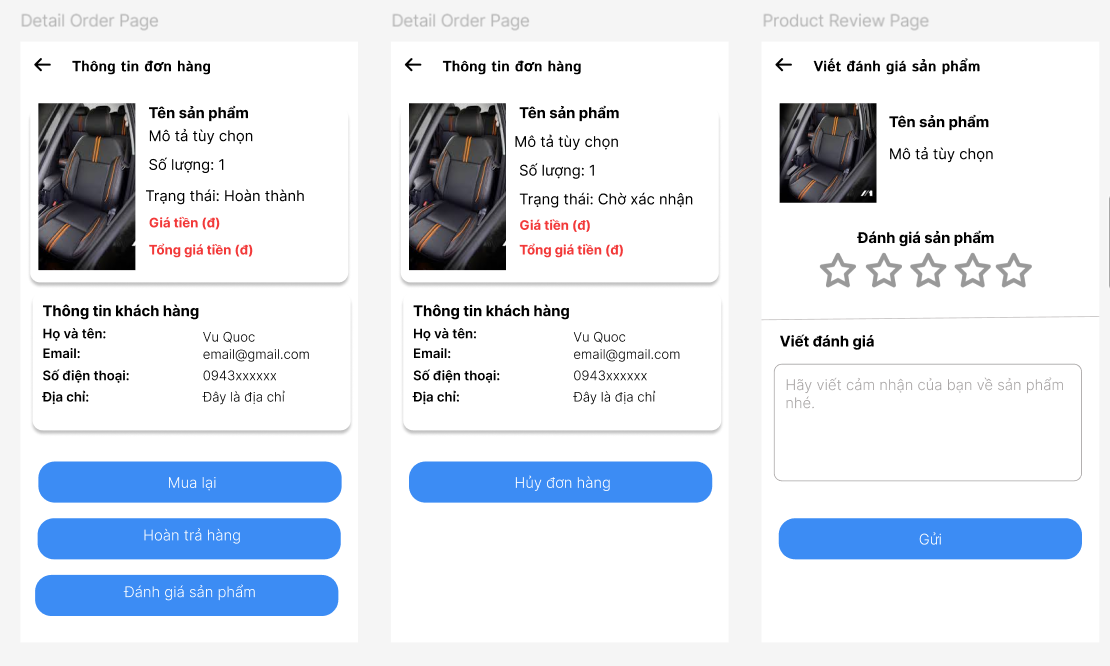 Detail Order Page
Thông tin đơn hàng
Tên sản phẩm
Mô tả tùy chọn
Số lượng: 1
Trạng thái: Hoàn thành
Giá tiền (đ)
Tổng giá tiền (đ)
Thông tin khách hàng
Họ và tên: Vu Quoc
Email: email@gmail.com
Số điện thoại: 0943xxxxxx
Địa chỉ: Đây là địa chỉ
Mua lại
Hoàn trả hàng
Đánh giá sản phẩm
Detail Order Page
Thông tin đơn hàng
Tên sản phẩm
Mô tả tùy chọn
Số lượng: 1
Trạng thái: Chờ xác nhận
Giá tiền (đ)
Tổng giá tiền (đ)
Thông tin khách hàng
Họ và tên: Vu Quoc
Email: email@gmail.com
Số điện thoại: 0943xxxxxx
Địa chỉ: Đây là địa chỉ
Hủy đơn hàng
Product Review Page
Viết đánh giá sản phẩm
Tên sản phẩm
Mô tả tùy chọn
Đánh giá sản phẩm
Viết đánh giá
Hãy viết cảm nhận của bạn về sản phẩm
nhé.
Gửi